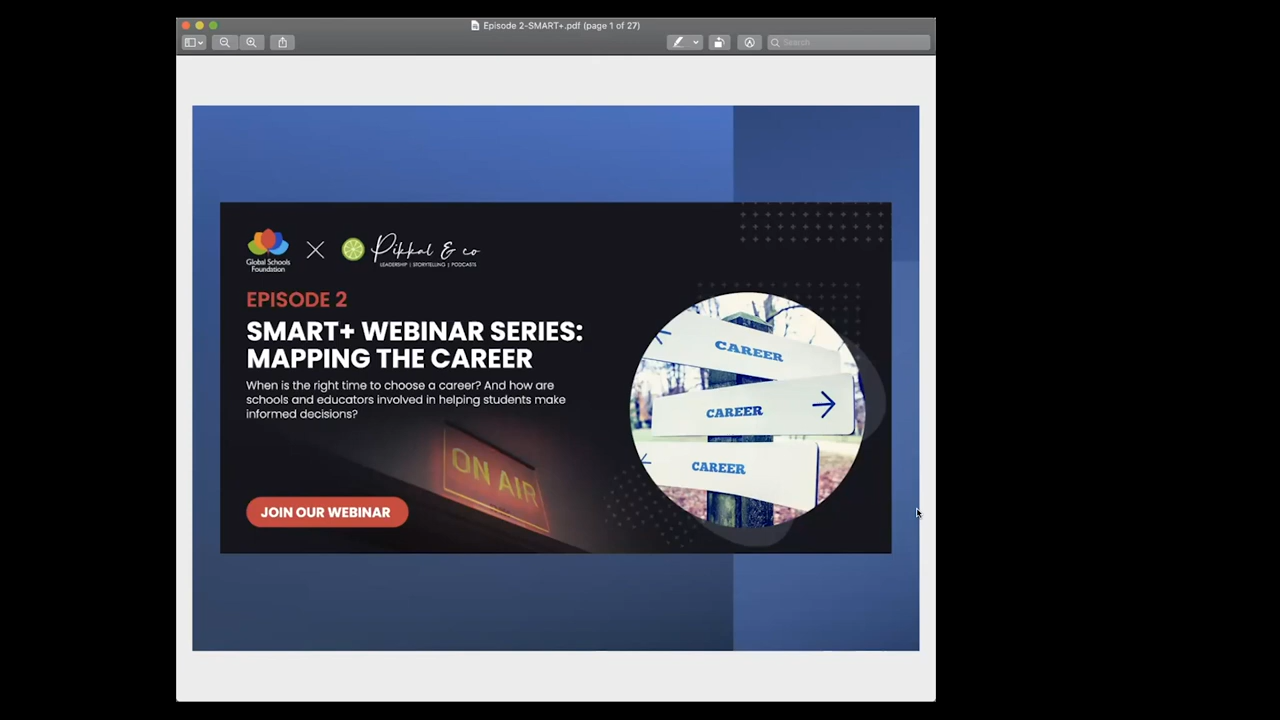 Episode 2-SMART+.pdf (page 1 of 27)
Search
Global Schools
Foundation
Pikkal & co
LEADERSHIP | STORYTELLING | PODCASTS
EPISODE 2
SMART+ WEBINAR SERIES:
MAPPING THE CAREER
When is the right time to choose a career? And how are
schools and educators involved in helping students make
informed decisions?
ON AIR
JOIN OUR WEBINAR
CAREER
CAREER
CAREER